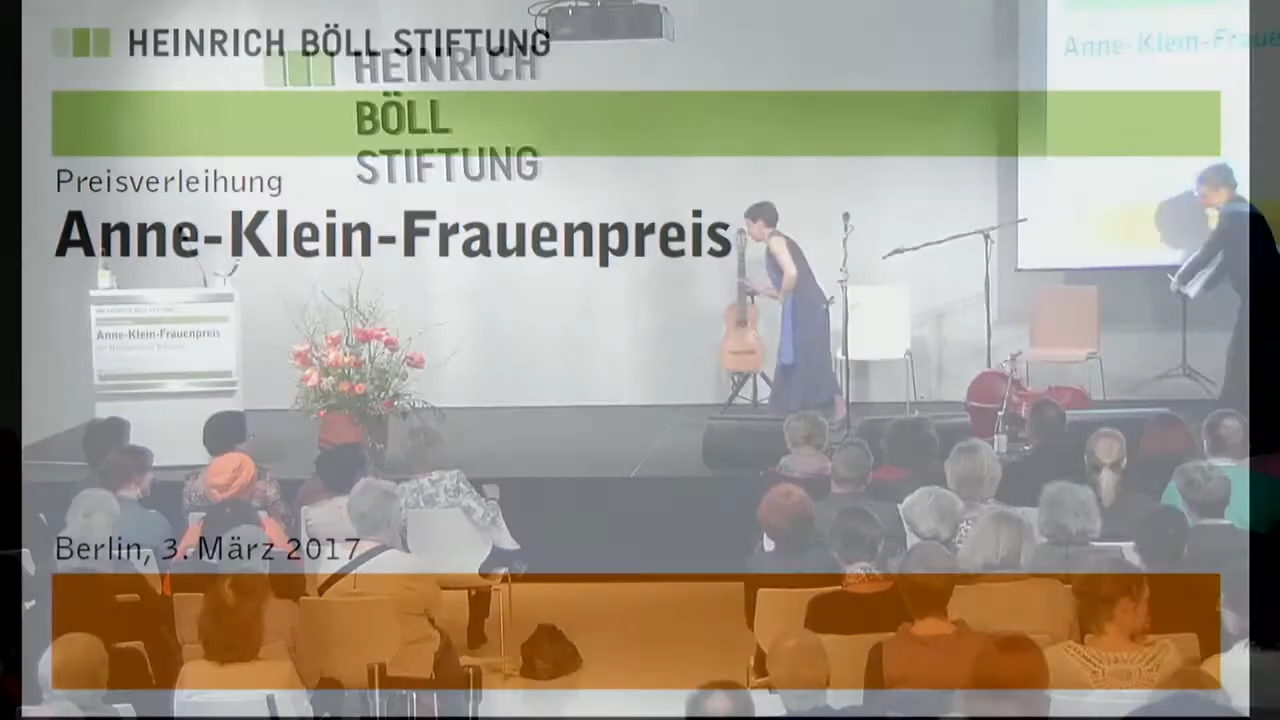 HEINRICH BÖLL STIFTUNG
HEINRICH
BÖLL
STIFTUNG
Anne-Klein-Fraue
Preisverleihung
Anne-Klein-Frauenpreis
Anne-Klein-Frauenpreis
Berlin, 3. März 2017